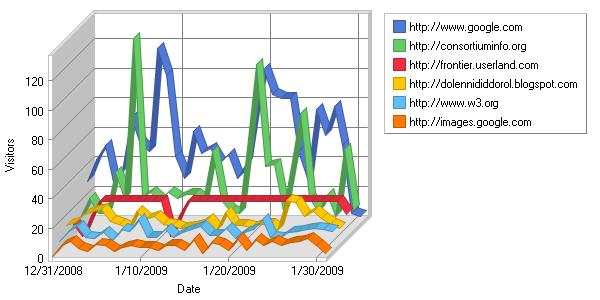 http://www.google.com
http://consortiuminfo.org
http://frontier.userland.com
http://dolennididdorol.blogspot.com
http://www.w3.org
http://images.google.com
Visitors
120
100
80
60
40
20
0
12/31/2008 1/10/2009 1/20/2009 1/30/2009
Date